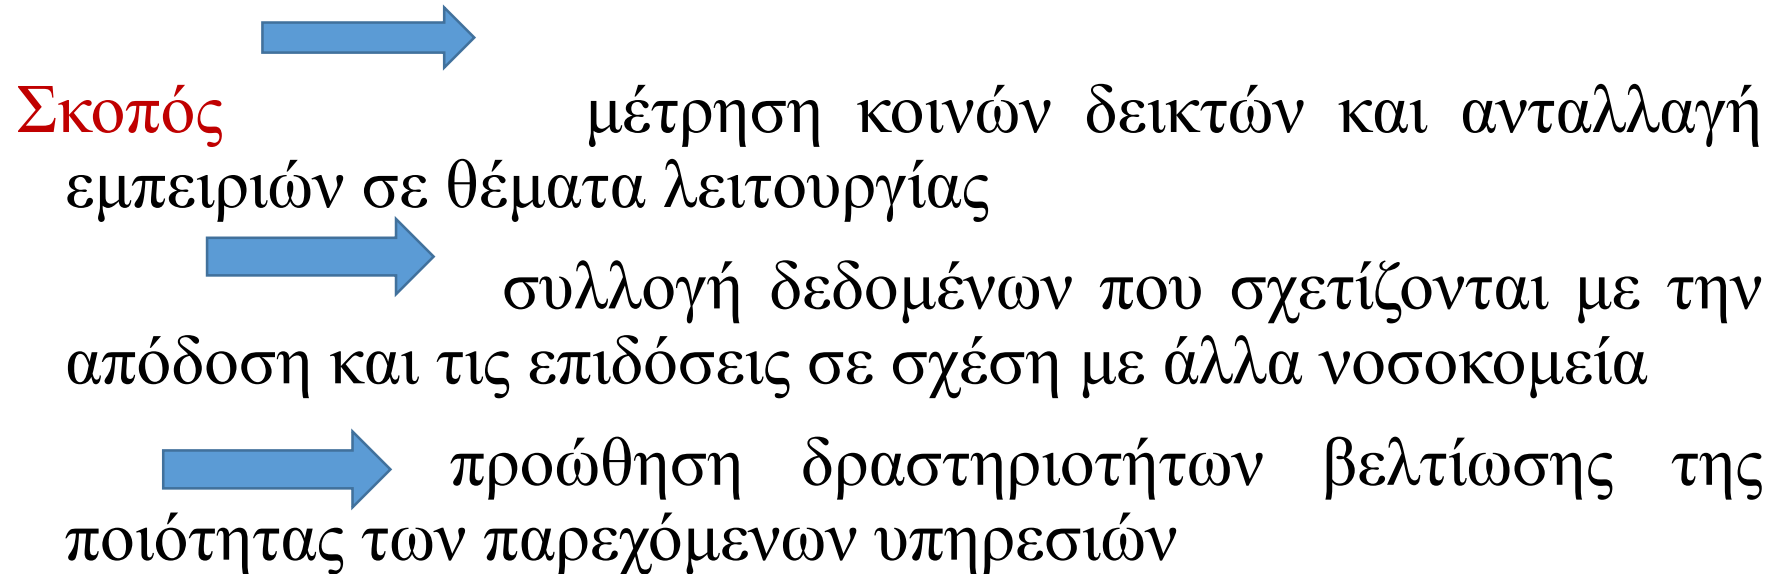 Σκοπός μέτρηση κοινών δεικτών και ανταλλαγή
εμπειριών σε θέματα λειτουργίας
συλλογή δεδομένων που σχετίζονται με την
απόδοση και τις επιδόσεις σε σχέση με άλλα νοσοκομεία
προώθηση δραστηριοτήτων βελτίωσης της
ποιότητας των παρεχόμενων υπηρεσιών